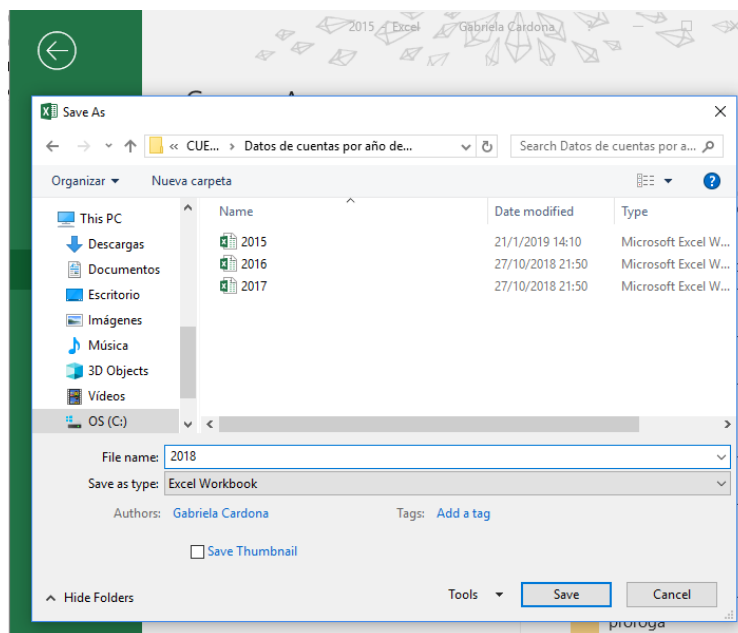 2015 - Excel Gabriela Cardona
Save As
« CUE... › Datos de cuentas por año de...
Search Datos de cuentas por a...
Organizar Nueva carpeta
Name Date modified Type
This PC
Descargas
Documentos
Escritorio
Imágenes
Música
3D Objects
Vídeos
OS (C:)
2015 21/1/2019 14:10 Microsoft Excel W...
2016 27/10/2018 21:50 Microsoft Excel W...
2017 27/10/2018 21:50 Microsoft Excel W...
File name: 2018
Save as type: Excel Workbook
Authors: Gabriela Cardona Tags: Add a tag
Save Thumbnail
Hide Folders Tools Save Cancel
proroga